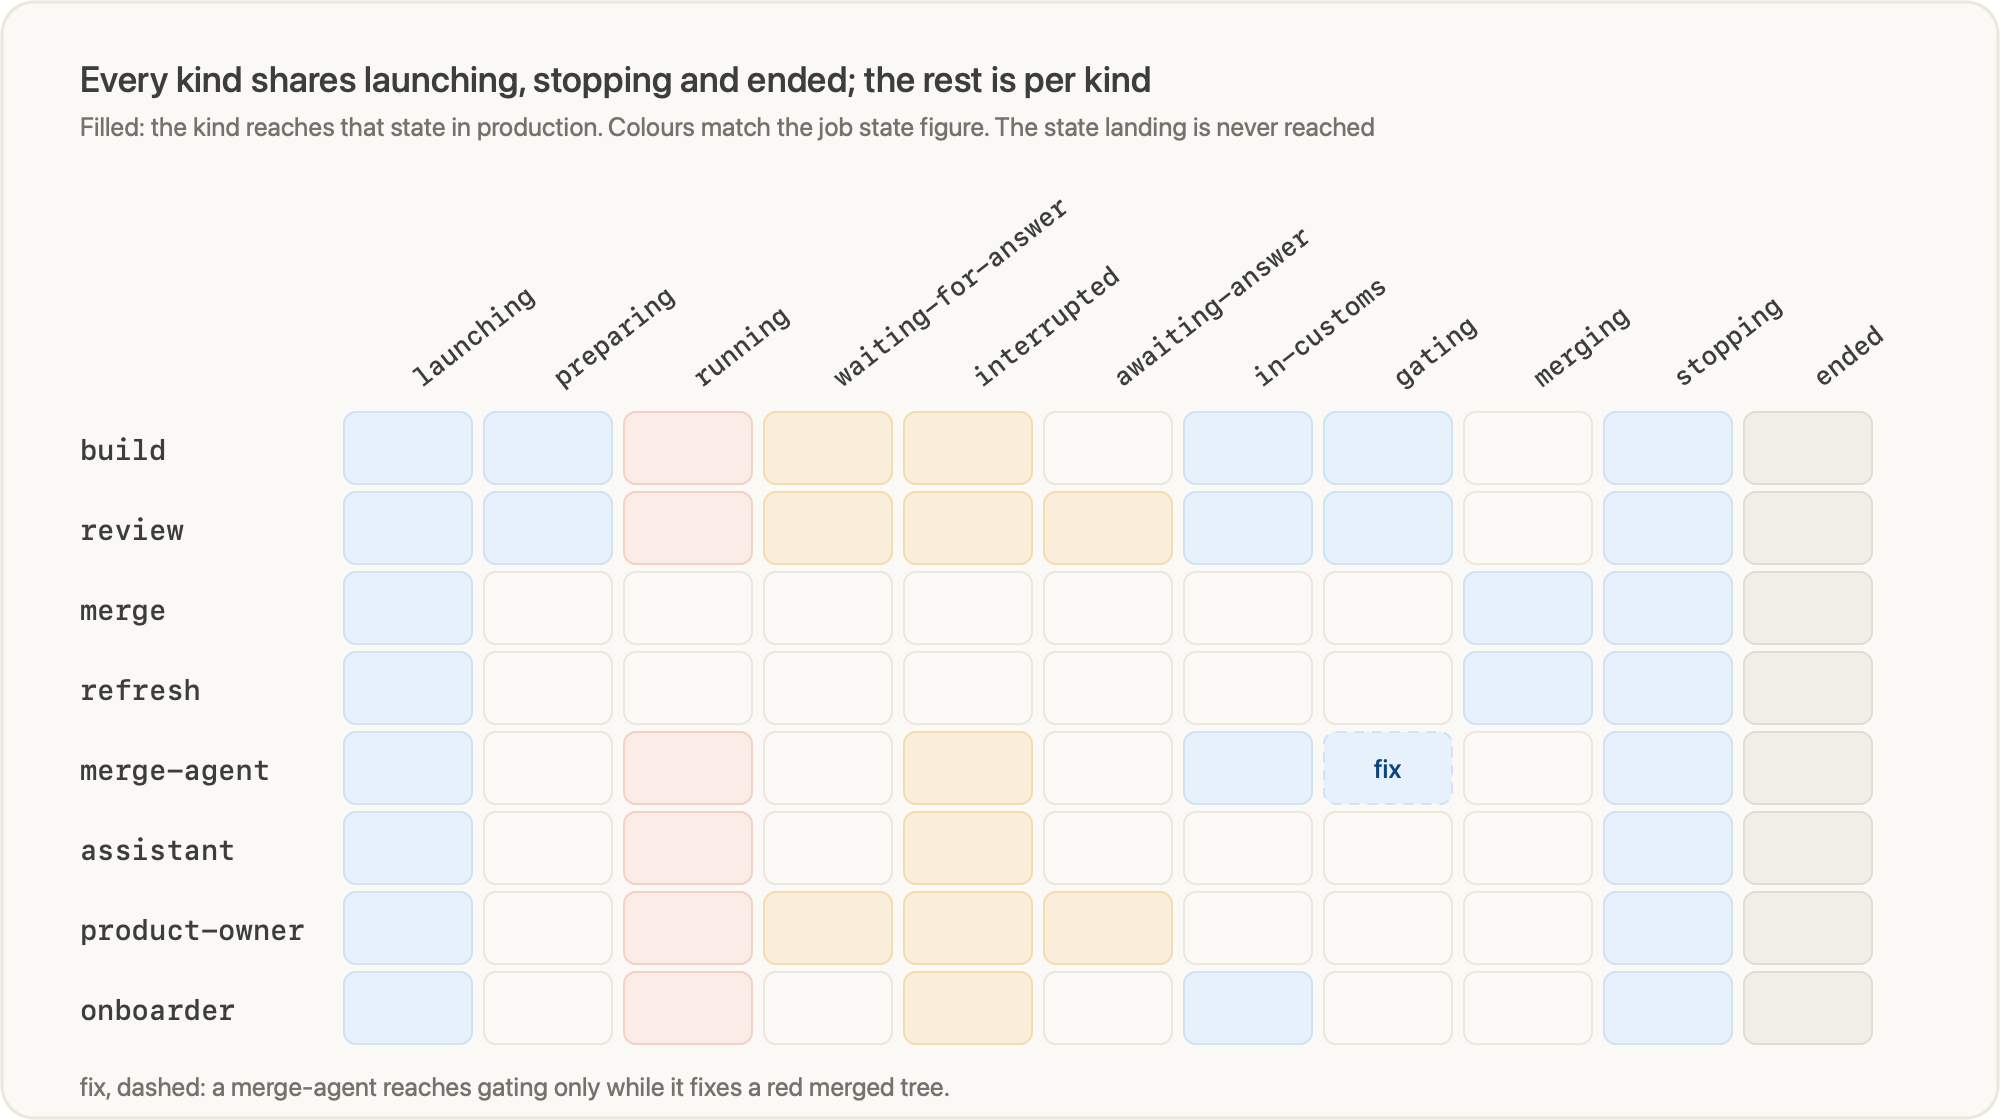 Every kind shares launching, stopping and ended; the rest is per kind
Filled: the kind reaches that state in production. Colours match the job state figure. The state landing is never reached
launching
preparing
running
waiting-for-answer
interrupted
awaiting-answer
in-customs
gating
merging
stopping
ended
build
review
merge
refresh
merge-agent
fix
assistant
product-owner
onboarder
fix, dashed: a merge-agent reaches gating only while it fixes a red merged tree.